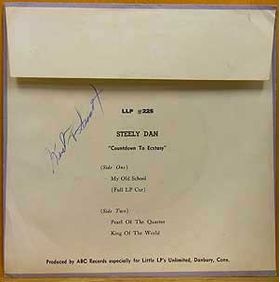 LLP #225
STEELY DAN
"Countdown To Ecstasy"
(Side One)
My Old School
(Full LP Cut)
(Side Two)
Pearl Of The Quarter
King Of The World
Produced by ABC Records especially for Little LP's Unlimited, Danbury, Conn.